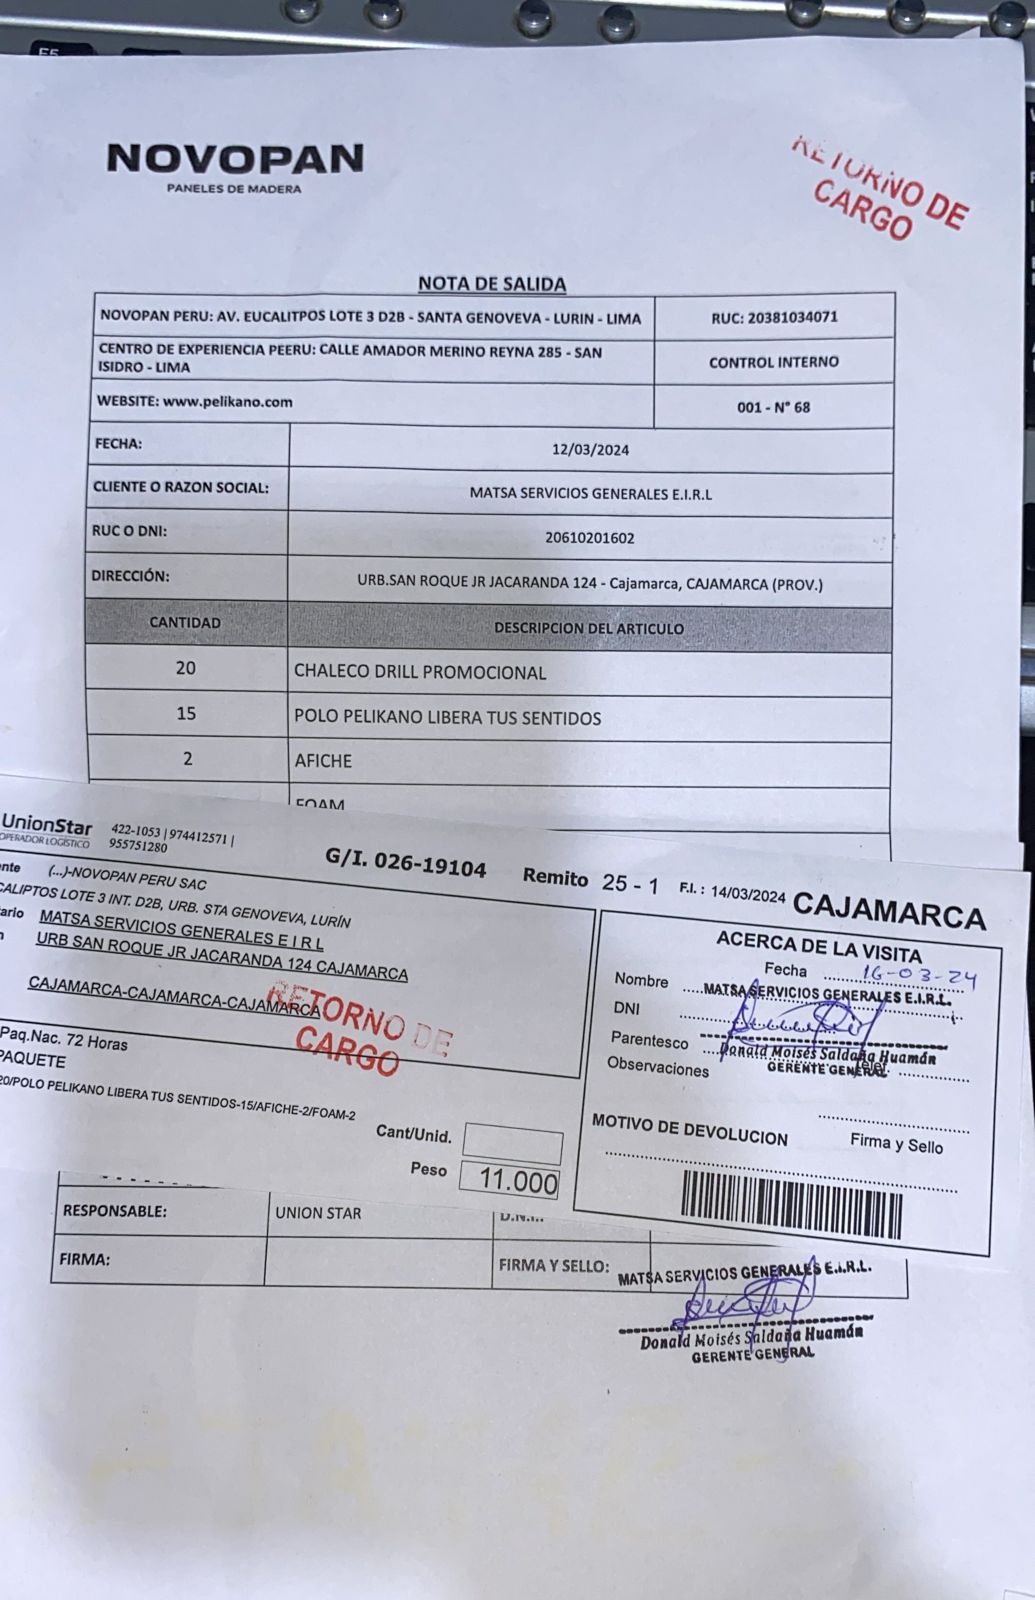 F5
NOVOPAN
PANELES DE MADERA
RETORNO DE
CARGO
NOTA DE SALIDA
NOVOPAN PERU: AV. EUCALITPOS LOTE 3 D2B - SANTA GENOVEVA - LURIN - LIMA
RUC: 20381034071
CENTRO DE EXPERIENCIA PEERU: CALLE AMADOR MERINO REYNA 285 - SAN
ISIDRO - LIMA
CONTROL INTERNO
WEBSITE: www.pelikano.com
001 - N° 68
FECHA: 12/03/2024
CLIENTE O RAZON SOCIAL: MATSA SERVICIOS GENERALES E.I.R.L
RUC O DNI: 20610201602
DIRECCIÓN: URB.SAN ROQUE JR JACARANDA 124 - Cajamarca, CAJAMARCA (PROV.)
CANTIDAD DESCRIPCION DEL ARTICULO
20 CHALECO DRILL PROMOCIONAL
15 POLO PELIKANO LIBERA TUS SENTIDOS
2 AFICHE
FOAM
UnionStar
OPERADOR LOGÍSTICO
422-1053 | 974412571 |
955751280
G/I. 026-19104 Remito 25 - 1 F.I. : 14/03/2024 CAJAMARCA
ente (...)-NOVOPAN PERU SAC
CALIPTOS LOTE 3 INT. D2B, URB. STA GENOVEVA, LURÍN
tario MATSA SERVICIOS GENERALES E I R L
n URB SAN ROQUE JR JACARANDA 124 CAJAMARCA
CAJAMARCA-CAJAMARCA-CAJAMARCA
RETORNO DE
CARGO
Paq.Nac. 72 Horas
PAQUETE
20/POLO PELIKANO LIBERA TUS SENTIDOS-15/AFICHE-2/FOAM-2
Cant/Unid.
Peso 11.000
ACERCA DE LA VISITA
Fecha 16-03-24
Nombre MATSA SERVICIOS GENERALES E.I.R.L.
DNI
Parentesco Donald Moisés Saldaña Huamán
Telef.
GERENTE GENERAL
Observaciones
MOTIVO DE DEVOLUCION Firma y Sello
RESPONSABLE: UNION STAR D.N.I.:
FIRMA: FIRMA Y SELLO: MATSA SERVICIOS GENERALES E.I.R.L.
Donald Moisés Saldaña Huamán
GERENTE GENERAL